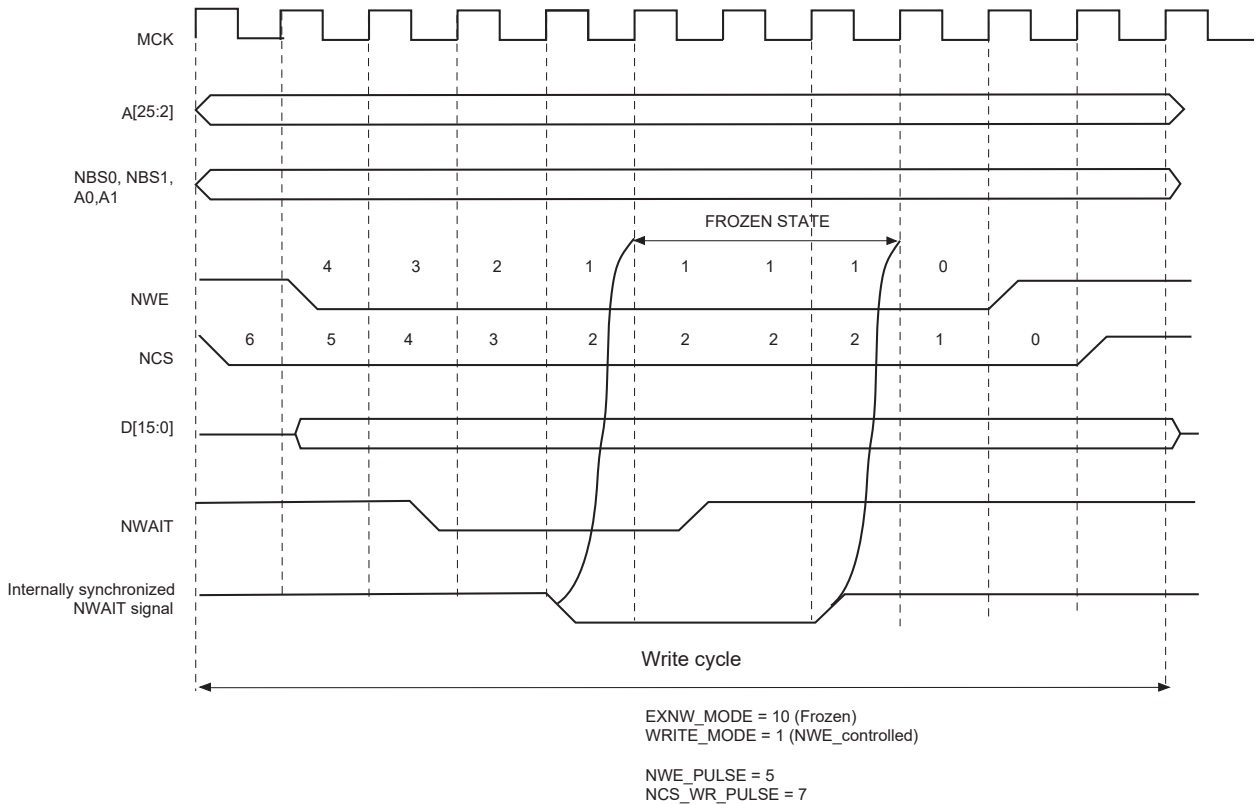 MCK
A[25:2]
NBS0, NBS1,
A0,A1
FROZEN STATE
4 3 2 1 1 1 1 0
NWE
6 5 4 3 2 2 2 2 1 0
NCS
D[15:0]
NWAIT
Internally synchronized
NWAIT signal
Write cycle
EXNW_MODE = 10 (Frozen)
WRITE_MODE = 1 (NWE_controlled)
NWE_PULSE = 5
NCS_WR_PULSE = 7